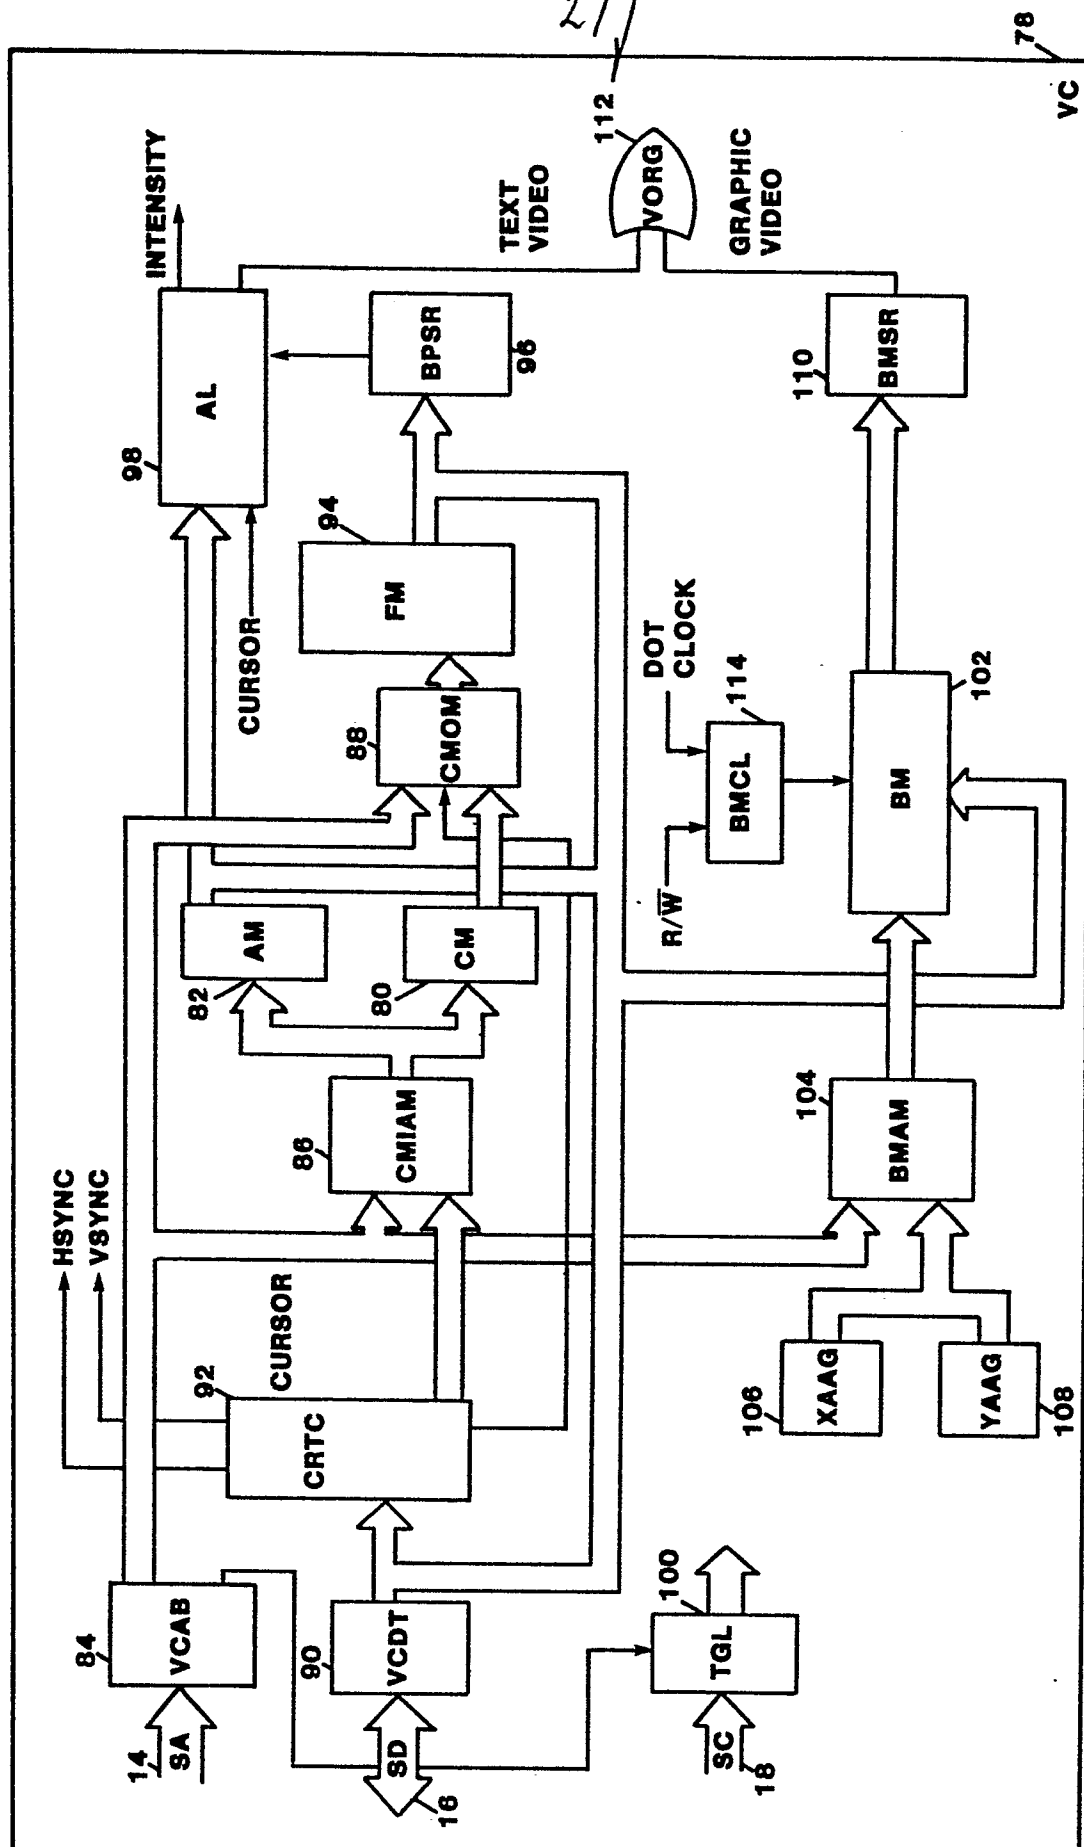 HSYNC
VSYNC
INTENSITY
14
SA
84
VCAB
98
AL
82
AM
CURSOR
92
CURSOR
CRTC
86
CMIAM
88
CMOM
94
FM
90
VCDT
80
CM
BPSR
96
16
SD
TEXT
VIDEO
112
VORG
GRAPHIC
VIDEO
R/W̅
DOT
CLOCK
BMCL
114
18
SC
100
TGL
106
XAAG
104
BMAM
BM
102
110
BMSR
YAAG
108
78
VC